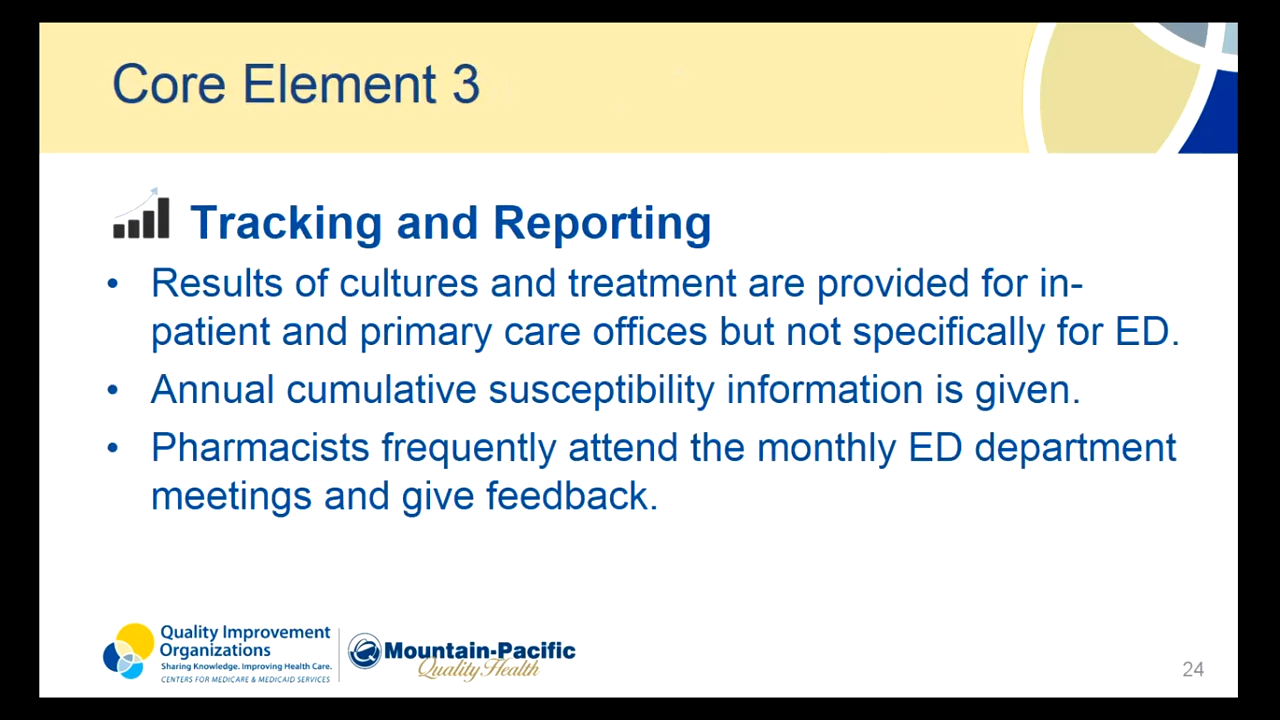 Core Element 3
Tracking and Reporting
• Results of cultures and treatment are provided for in-
patient and primary care offices but not specifically for ED.
• Annual cumulative susceptibility information is given.
• Pharmacists frequently attend the monthly ED department
meetings and give feedback.
Quality Improvement
Organizations
Sharing Knowledge. Improving Health Care.
CENTERS FOR MEDICARE & MEDICAID SERVICES
Mountain-Pacific
Quality Health
24